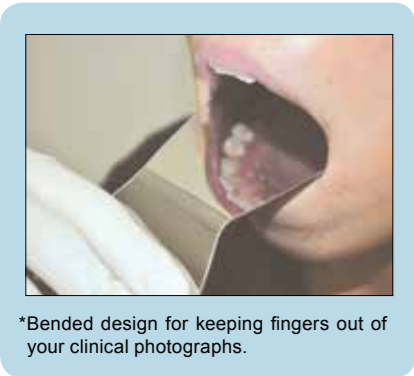 *Bended design for keeping fingers out of
your clinical photographs.